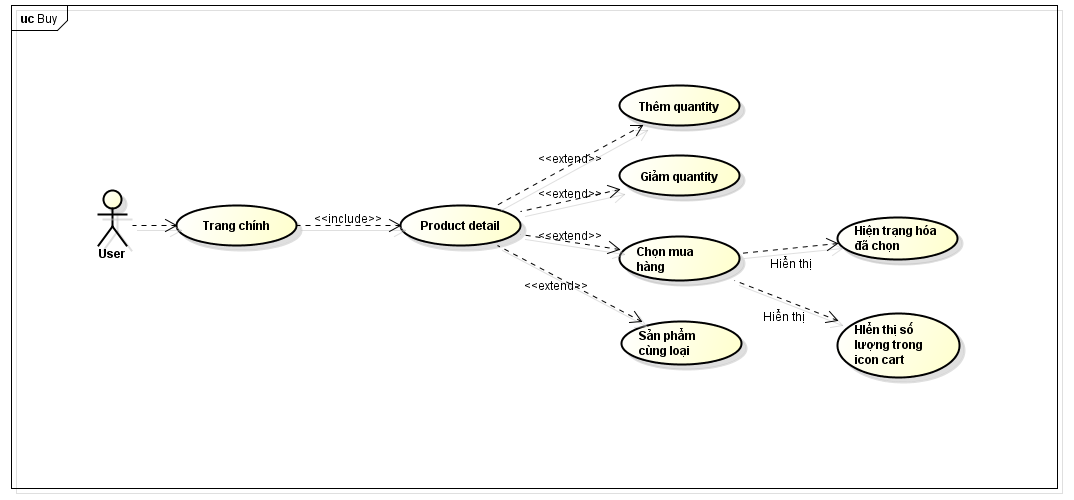 uc Buy
Thêm quantity
<<extend>>
Giảm quantity
<<extend>>
User
Trang chính
<<include>>
Product detail
<<extend>>
Chọn mua
hàng
Hiện trạng hóa
đã chọn
Hiển thị
<<extend>>
Hiển thị
Sản phẩm
cùng loại
HIển thị số
lượng trong
icon cart